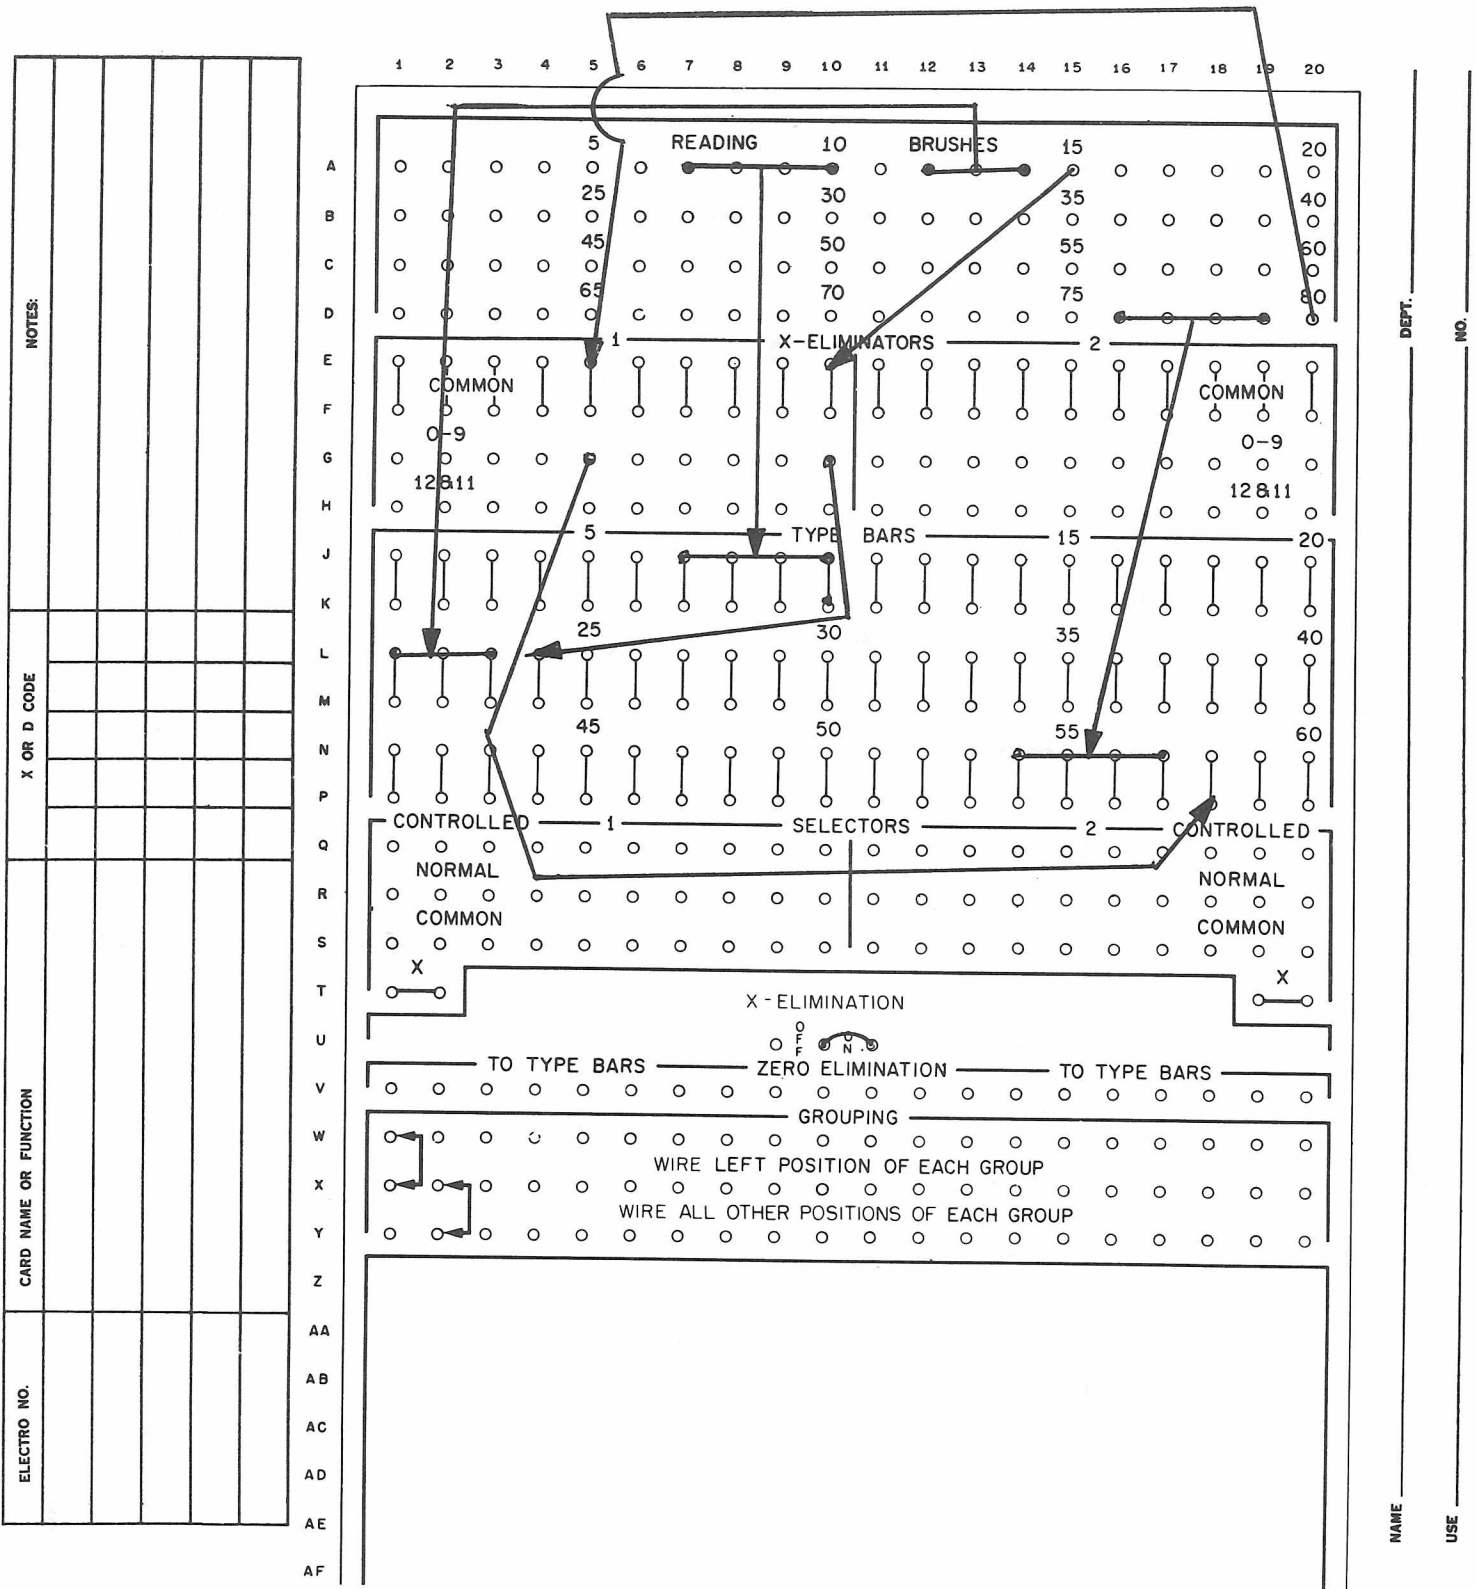 1 2 3 4 5 6 7 8 9 10 11 12 13 14 15 16 17 18 19 20
5 READING 10 BRUSHES 15 20
A
25 30 35 40
B
45 50 55 60
C
65 70 75 80
D
1 X-ELIMINATORS 2
E
COMMON COMMON
F
0-9 0-9
G
12&11 12&11
H
5 TYPE BARS 15 20
J
K
25 30 35 40
L
M
45 50 55 60
N
P
CONTROLLED 1 SELECTORS 2 CONTROLLED
Q
NORMAL NORMAL
R
COMMON COMMON
S
X X
T
X-ELIMINATION
U OFF ON
TO TYPE BARS ZERO ELIMINATION TO TYPE BARS
V
GROUPING
W
WIRE LEFT POSITION OF EACH GROUP
X
WIRE ALL OTHER POSITIONS OF EACH GROUP
Y
Z
AA
AB
AC
AD
AE
AF
NOTES:
X OR D CODE
CARD NAME OR FUNCTION
ELECTRO NO.
NAME DEPT.
USE NO.